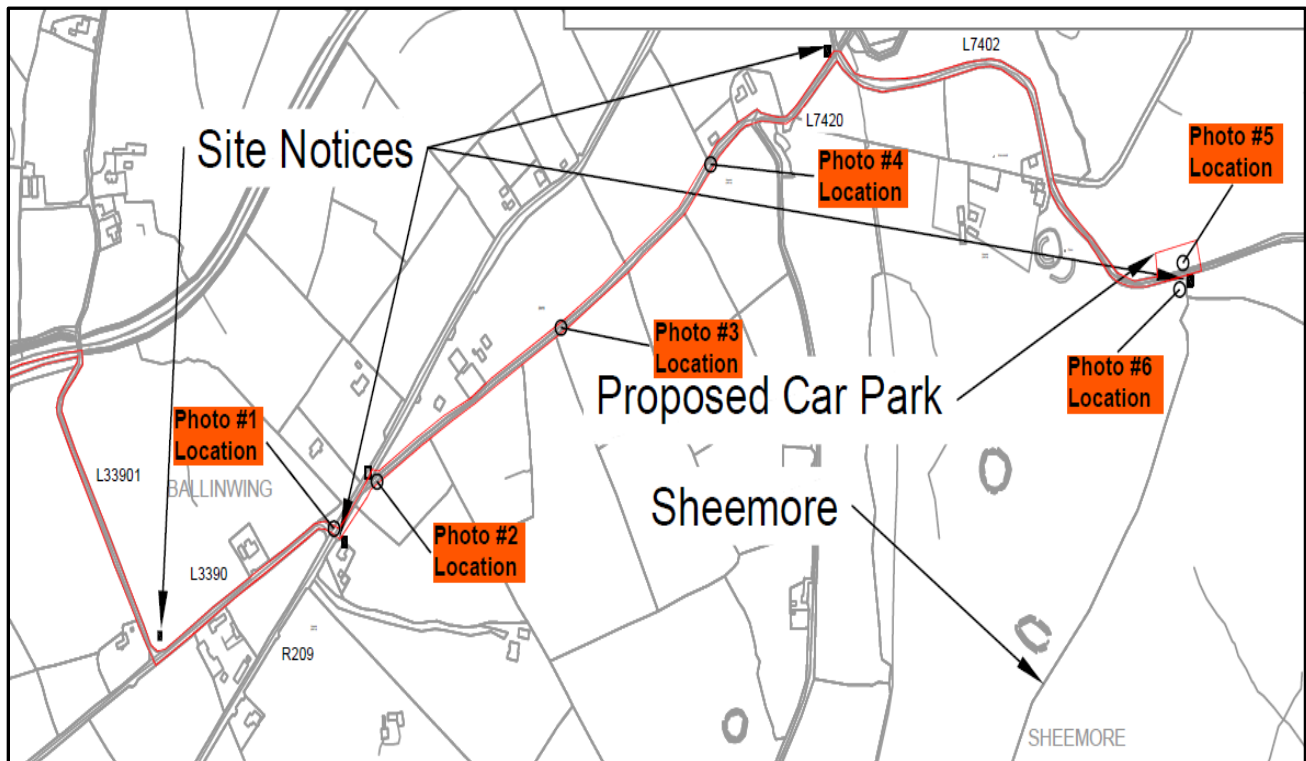 L7402
Site Notices
L7420
Photo #5
Location
Photo #4
Location
Photo #3
Location
Photo #6
Location
Proposed Car Park
Photo #1
Location
L33901
BALLINWING
Sheemore
Photo #2
Location
L3390
R209
SHEEMORE